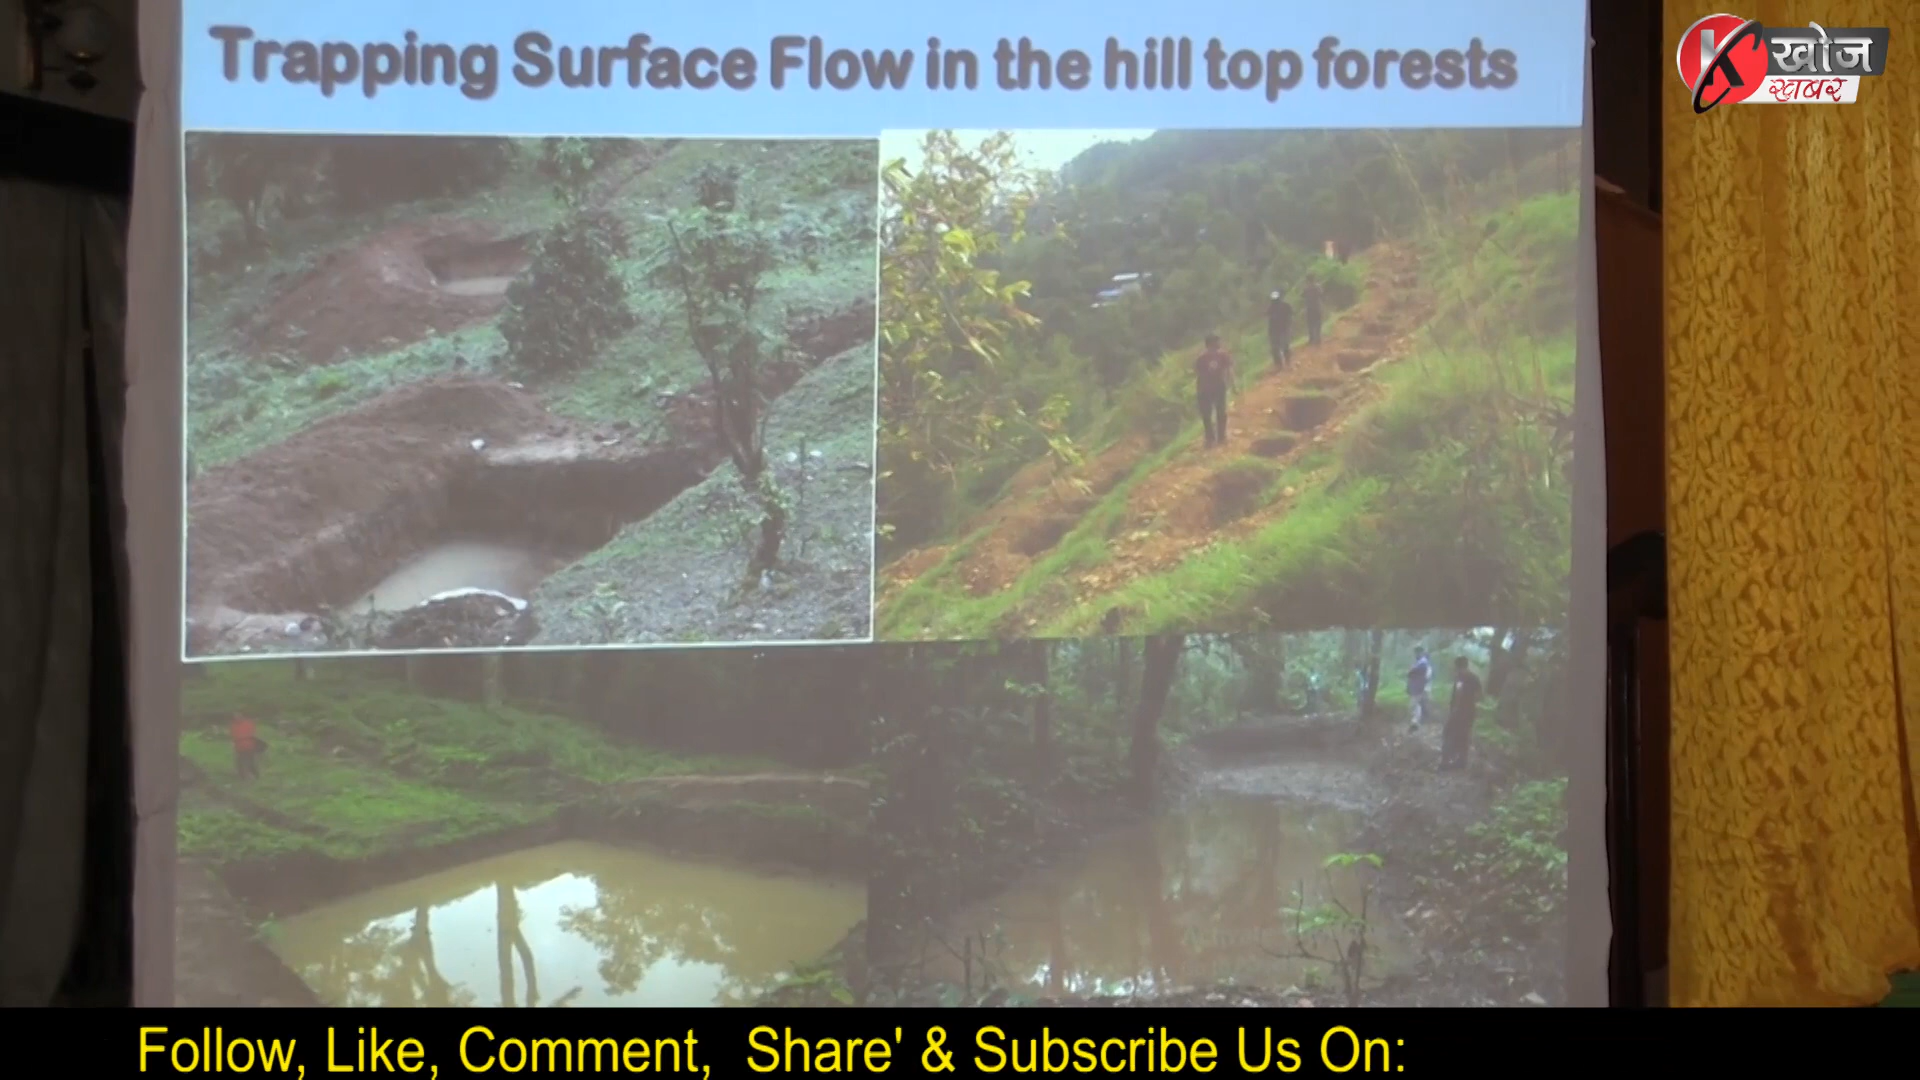 Trapping Surface Flow in the hill top forests
K खोज
खबर
Follow, Like, Comment, Share' & Subscribe Us On: